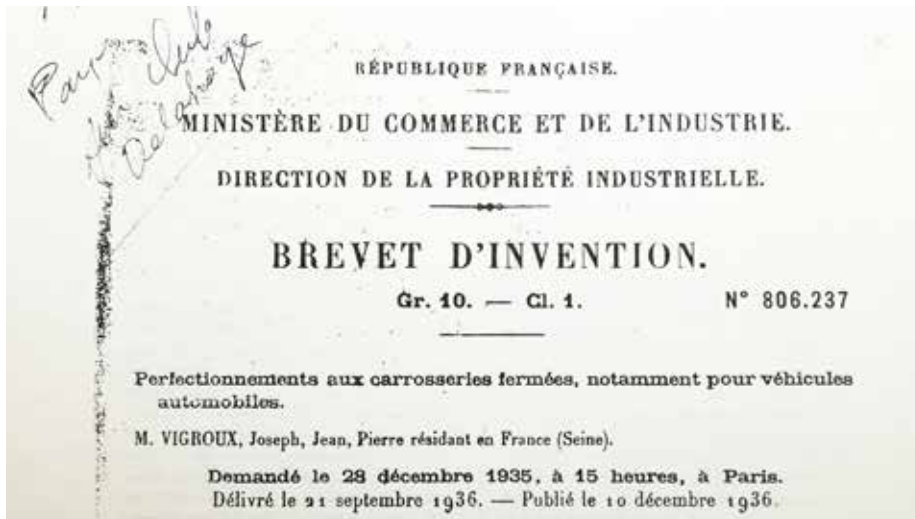 Club
Delahaye
RÉPUBLIQUE FRANÇAISE.
MINISTÈRE DU COMMERCE ET DE L'INDUSTRIE.
DIRECTION DE LA PROPRIÉTÉ INDUSTRIELLE.
BREVET D'INVENTION.
Gr. 10. — Cl. 1. N° 806.237
Perfectionnements aux carrosseries fermées, notamment pour véhicules
automobiles.
M. VIGROUX, Joseph, Jean, Pierre résidant en France (Seine).
Demandé le 28 décembre 1935, à 15 heures, à Paris.
Délivré le 21 septembre 1936. — Publié le 10 décembre 1936.